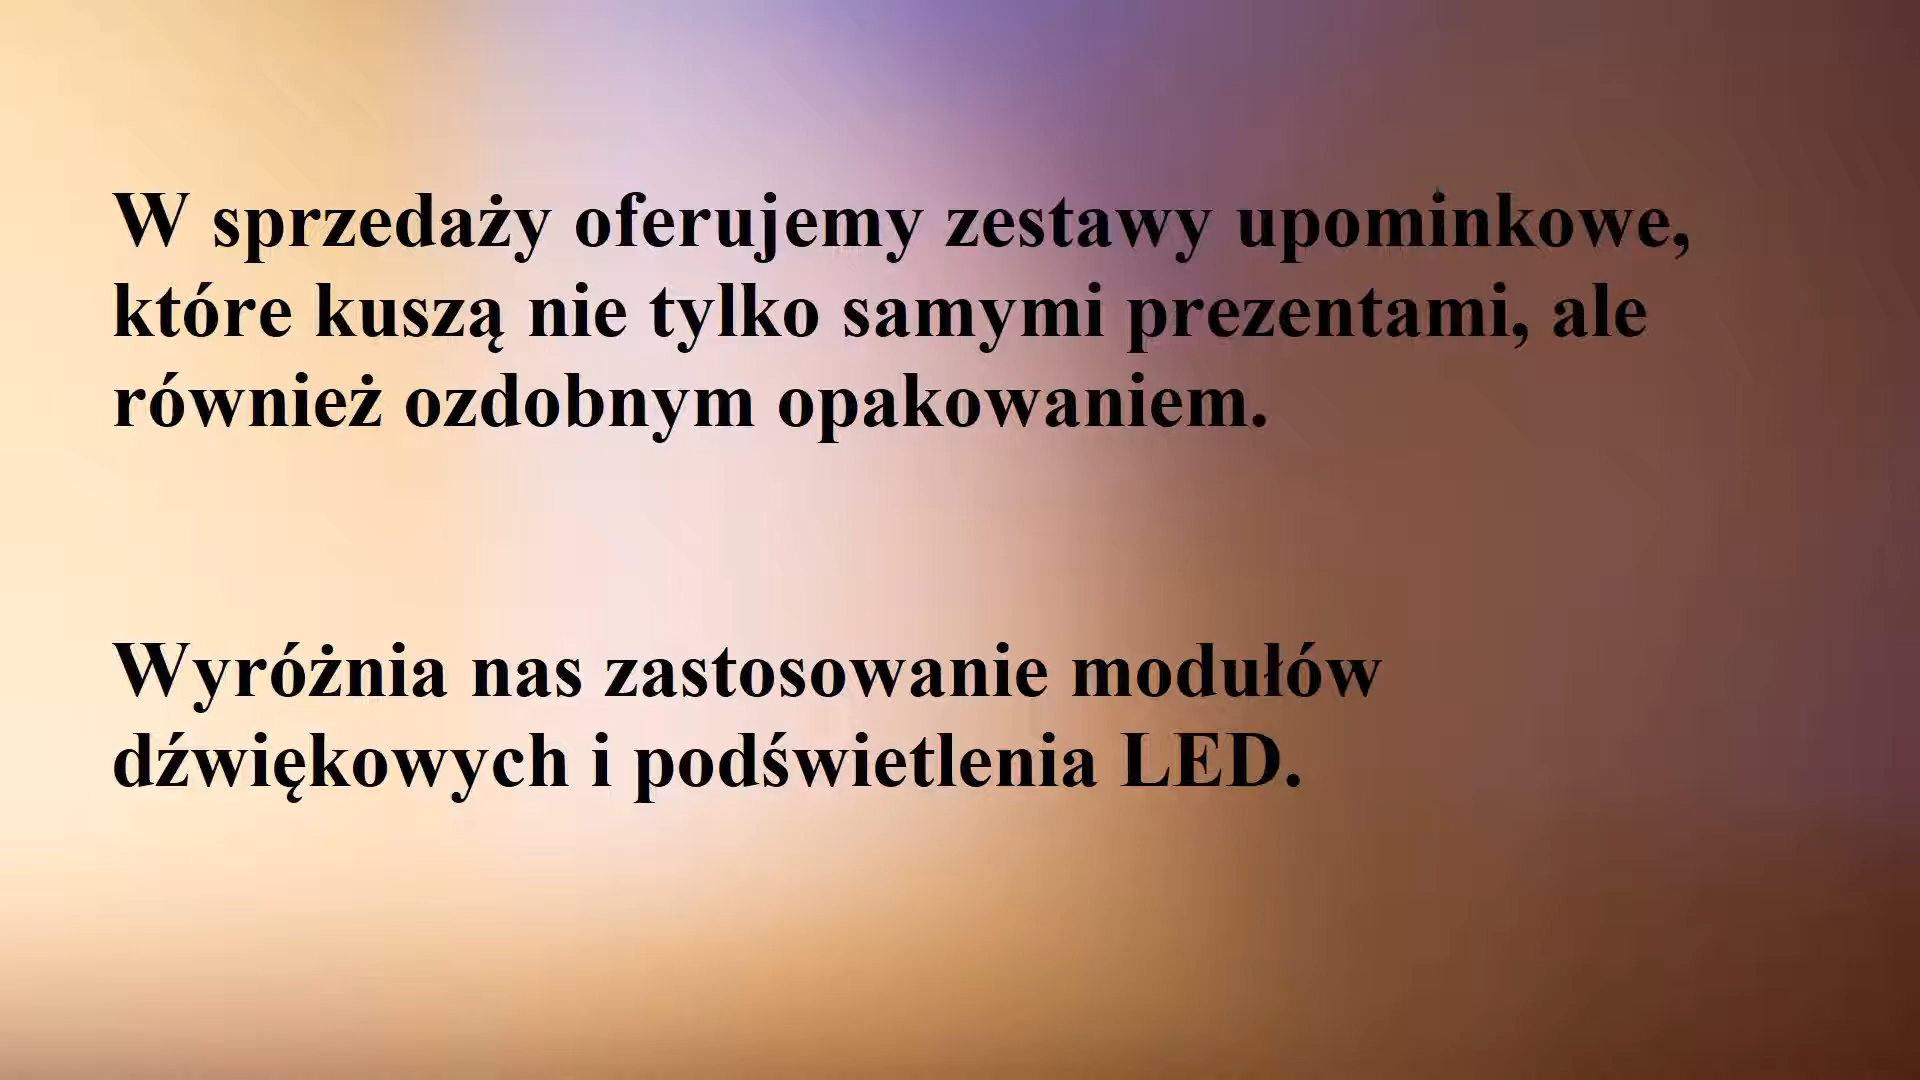 W sprzedaży oferujemy zestawy upominkowe,
które kuszą nie tylko samymi prezentami, ale
również ozdobnym opakowaniem.
Wyróżnia nas zastosowanie modułów
dźwiękowych i podświetlenia LED.